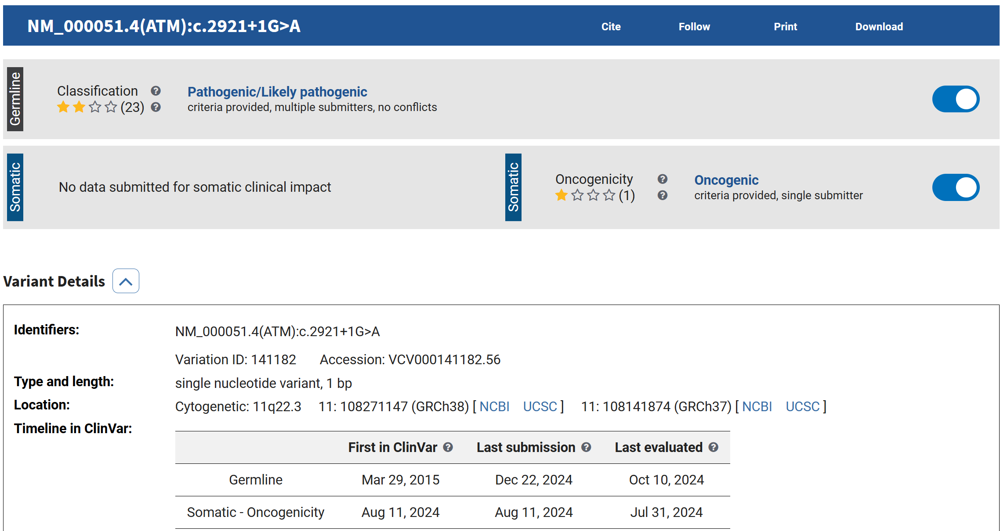 NM_000051.4(ATM):c.2921+1G>A Cite Follow Print Download
Germline
Classification ? Pathogenic/Likely pathogenic
(23) ? criteria provided, multiple submitters, no conflicts
Somatic
No data submitted for somatic clinical impact
Somatic
Oncogenicity ? Oncogenic
(1) ? criteria provided, single submitter
Variant Details
Identifiers: NM_000051.4(ATM):c.2921+1G>A
Variation ID: 141182 Accession: VCV000141182.56
Type and length: single nucleotide variant, 1 bp
Location: Cytogenetic: 11q22.3 11: 108271147 (GRCh38) [ NCBI UCSC ] 11: 108141874 (GRCh37) [ NCBI UCSC ]
Timeline in ClinVar:
First in ClinVar ? Last submission ? Last evaluated ?
Germline Mar 29, 2015 Dec 22, 2024 Oct 10, 2024
Somatic - Oncogenicity Aug 11, 2024 Aug 11, 2024 Jul 31, 2024